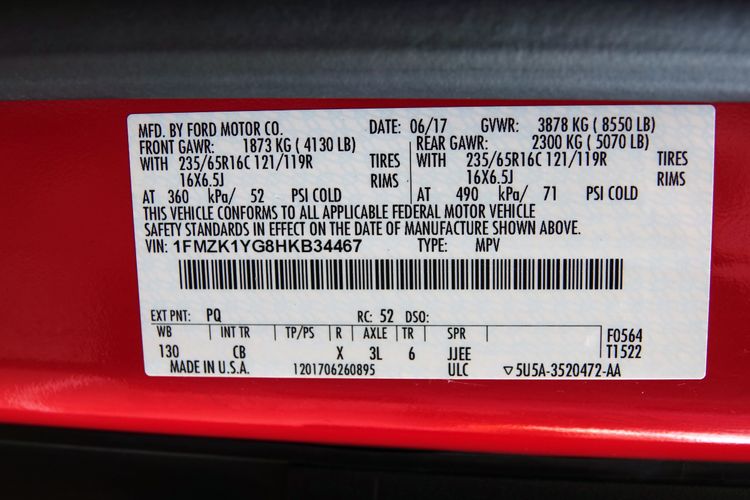 MFD. BY FORD MOTOR CO. DATE: 06/17 GVWR: 3878 KG ( 8550 LB)
FRONT GAWR: 1873 KG ( 4130 LB) REAR GAWR: 2300 KG ( 5070 LB)
WITH 235/65R16C 121/119R TIRES WITH 235/65R16C 121/119R TIRES
16X6.5J RIMS 16X6.5J RIMS
AT 360 kPa/ 52 PSI COLD AT 490 kPa/ 71 PSI COLD
THIS VEHICLE CONFORMS TO ALL APPLICABLE FEDERAL MOTOR VEHICLE
SAFETY STANDARDS IN EFFECT ON THE DATE OF MANUFACTURE SHOWN ABOVE.
VIN: 1FMZK1YG8HKB34467 TYPE: MPV
EXT PNT: PQ RC: 52 DSO:
WB INT TR TP/PS R AXLE TR SPR F0564
130 CB X 3L 6 JJEE T1522
MADE IN U.S.A. 1201706260895 ULC ▽5U5A-3520472-AA